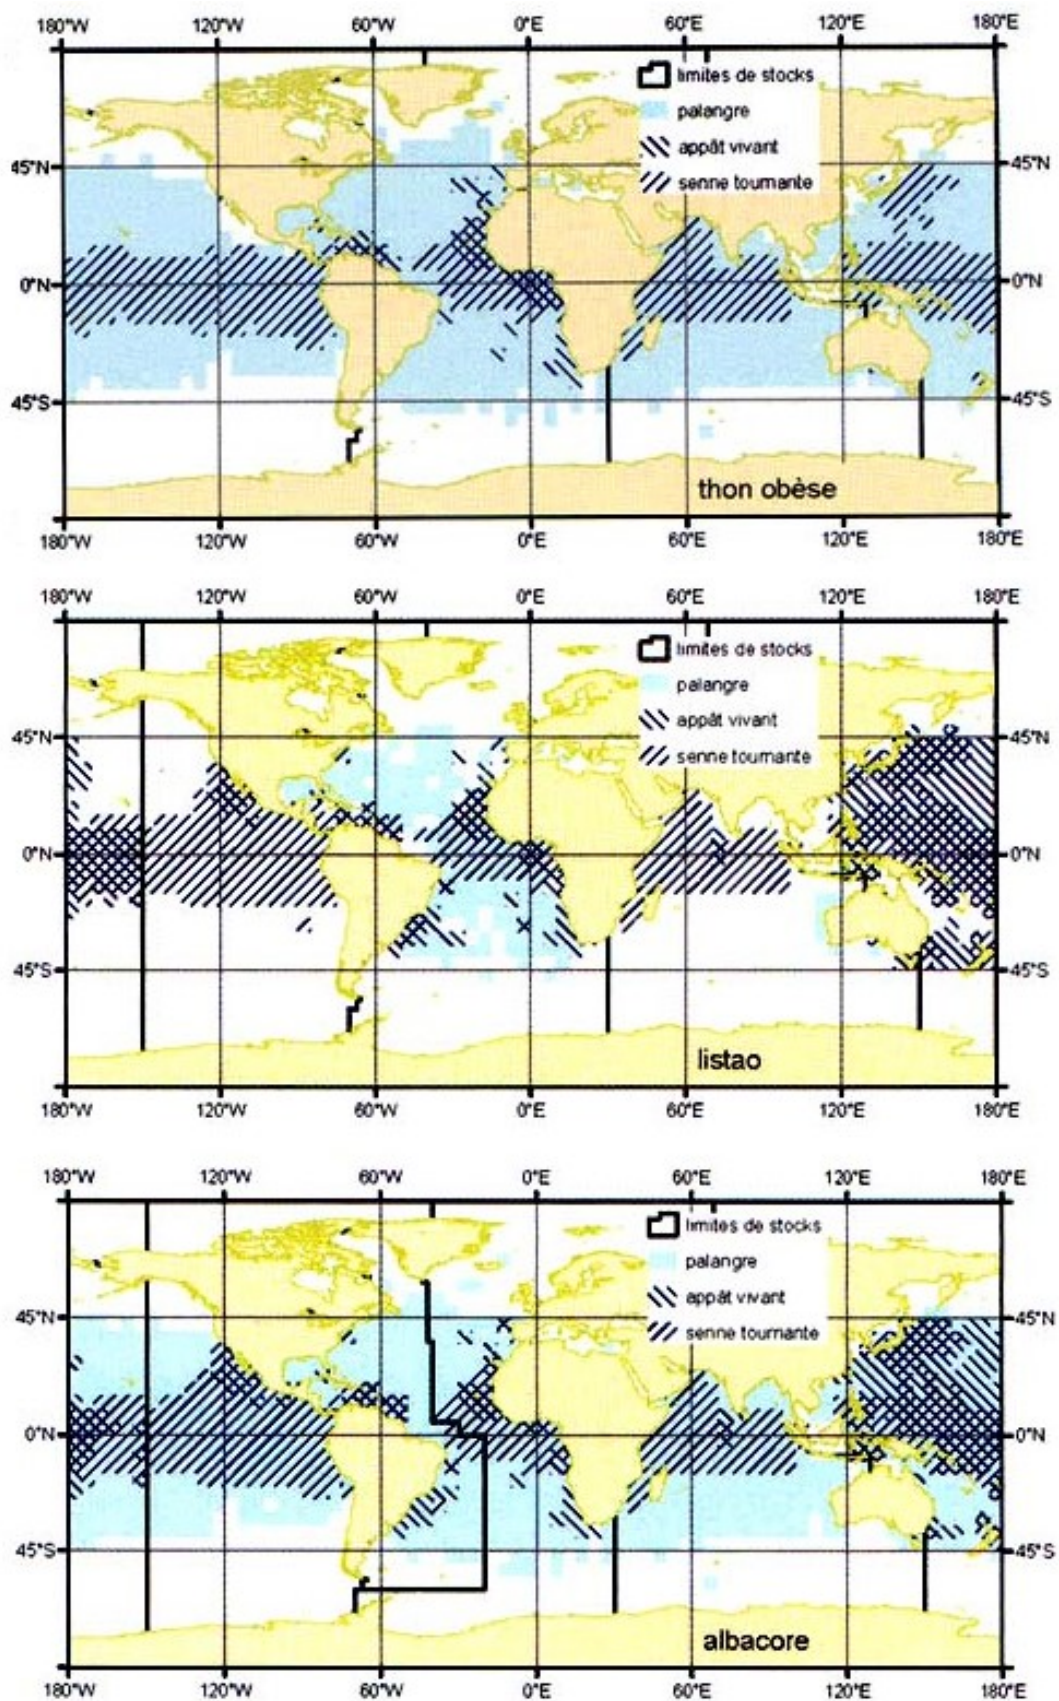 180°W 120°W 60°W 0°E 60°E 120°E 180°E
limites de stocks
palangre
45°N 45°N
appât vivant
senne tournante
0°N 0°N
45°S 45°S
thon obèse
180°W 120°W 60°W 0°E 60°E 120°E 180°E
180°W 120°W 60°W 0°E 60°E 120°E 180°E
limites de stocks
palangre
45°N 45°N
appât vivant
senne tournante
0°N 0°N
45°S 45°S
listao
180°W 120°W 60°W 0°E 60°E 120°E 180°E
180°W 120°W 60°W 0°E 60°E 120°E 180°E
limites de stocks
palangre
appât vivant
45°N 45°N
senne tournante
0°N 0°N
45°S 45°S
albacore
180°W 120°W 60°W 0°E 60°E 120°E 180°E